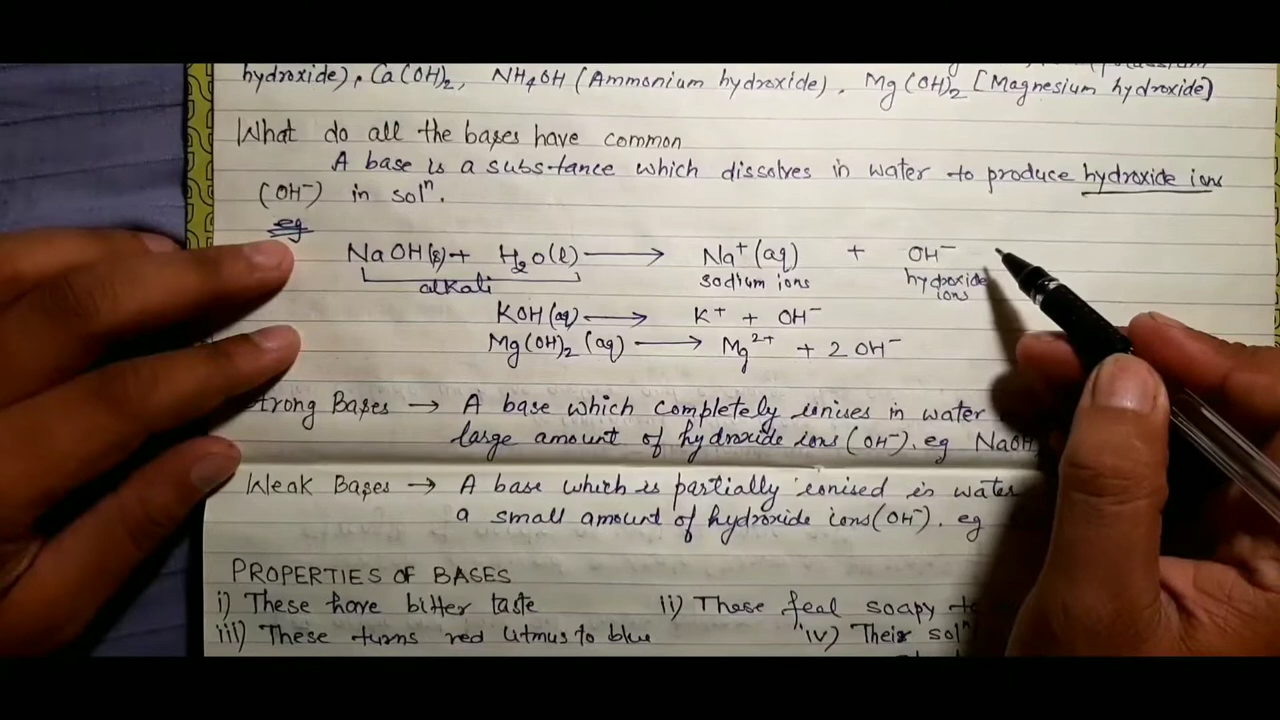 hydroxide), Ca(OH)₂, NH₄OH (Ammonium hydroxide), Mg(OH)₂ [Magnesium hydroxide]
What do all the bases have common
A base is a substance which dissolves in water to produce hydroxide ions
(OH⁻) in solⁿ.
eg
NaOH(s) + H₂O(l) ⟶ Na⁺(aq) + OH⁻
alkali sodium ions hydroxide
ions
KOH(aq) ⟶ K⁺ + OH⁻
Mg(OH)₂ (aq) ⟶ Mg²⁺ + 2 OH⁻
Strong Bases → A base which completely ionises in water
large amount of hydroxide ions (OH⁻). eg NaOH,
Weak Bases → A base which is partially ionised in water
a small amount of hydroxide ions (OH⁻). eg
PROPERTIES OF BASES
i) These have bitter taste ii) These feal soapy
iii) These turns red litmus to blue iv) Their solⁿ